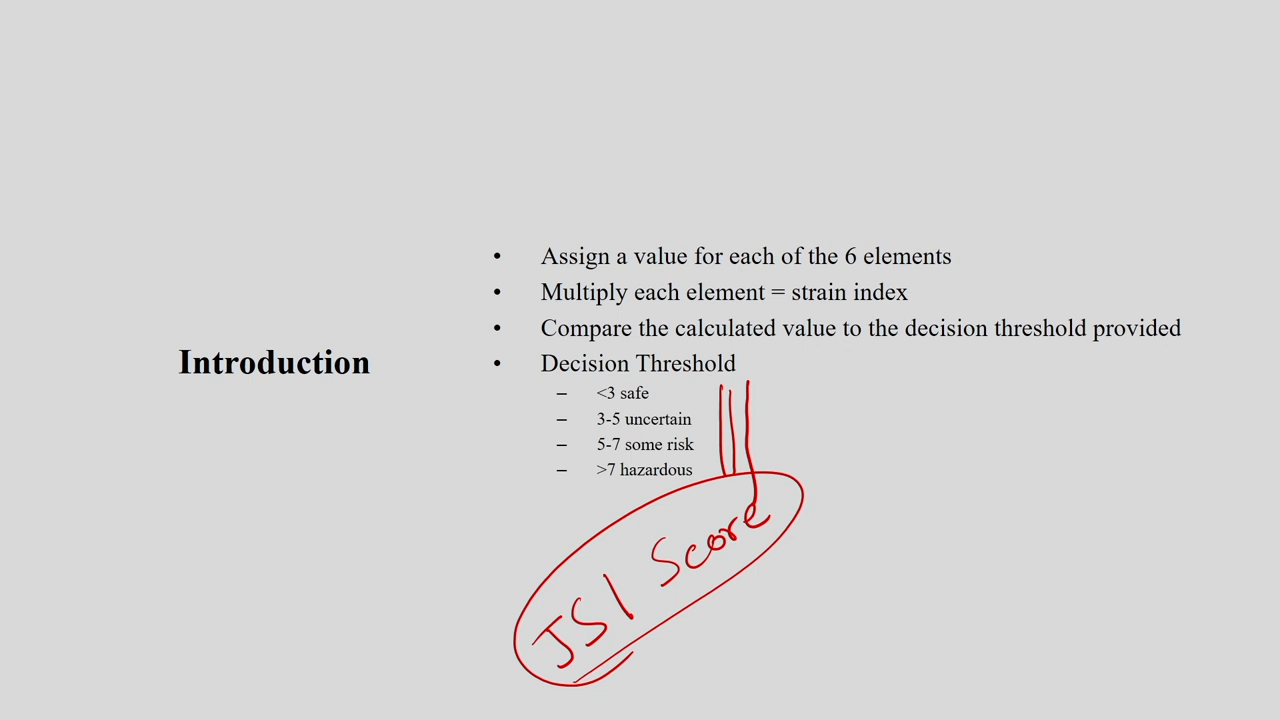 Introduction
• Assign a value for each of the 6 elements
• Multiply each element = strain index
• Compare the calculated value to the decision threshold provided
• Decision Threshold
– <3 safe
– 3-5 uncertain
– 5-7 some risk
– >7 hazardous
JSI Score